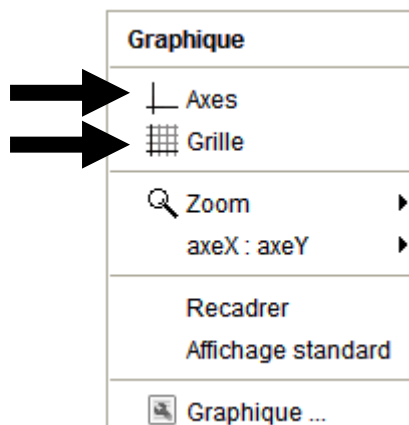 Graphique
Axes
Grille
Zoom
axeX : axeY
Recadrer
Affichage standard
Graphique ...